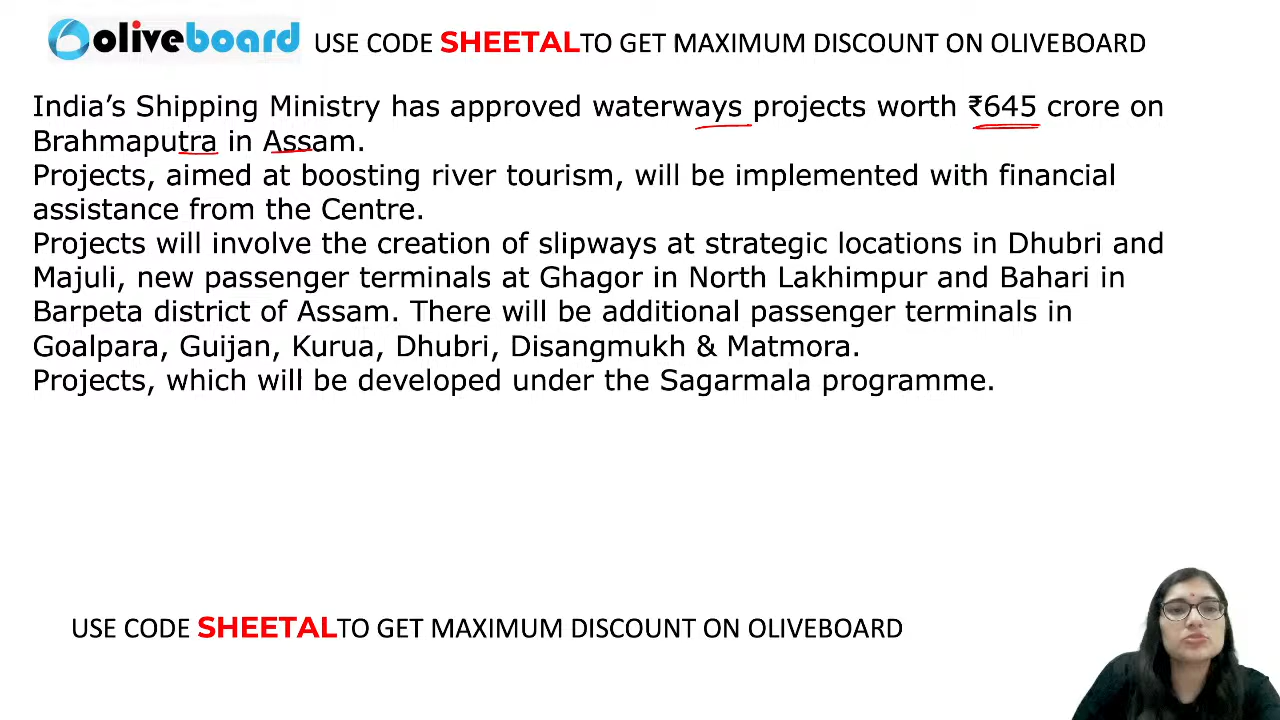 oliveboard USE CODE SHEETAL TO GET MAXIMUM DISCOUNT ON OLIVEBOARD
India’s Shipping Ministry has approved waterways projects worth ₹645 crore on
Brahmaputra in Assam.
Projects, aimed at boosting river tourism, will be implemented with financial
assistance from the Centre.
Projects will involve the creation of slipways at strategic locations in Dhubri and
Majuli, new passenger terminals at Ghagor in North Lakhimpur and Bahari in
Barpeta district of Assam. There will be additional passenger terminals in
Goalpara, Guijan, Kurua, Dhubri, Disangmukh & Matmora.
Projects, which will be developed under the Sagarmala programme.
USE CODE SHEETAL TO GET MAXIMUM DISCOUNT ON OLIVEBOARD